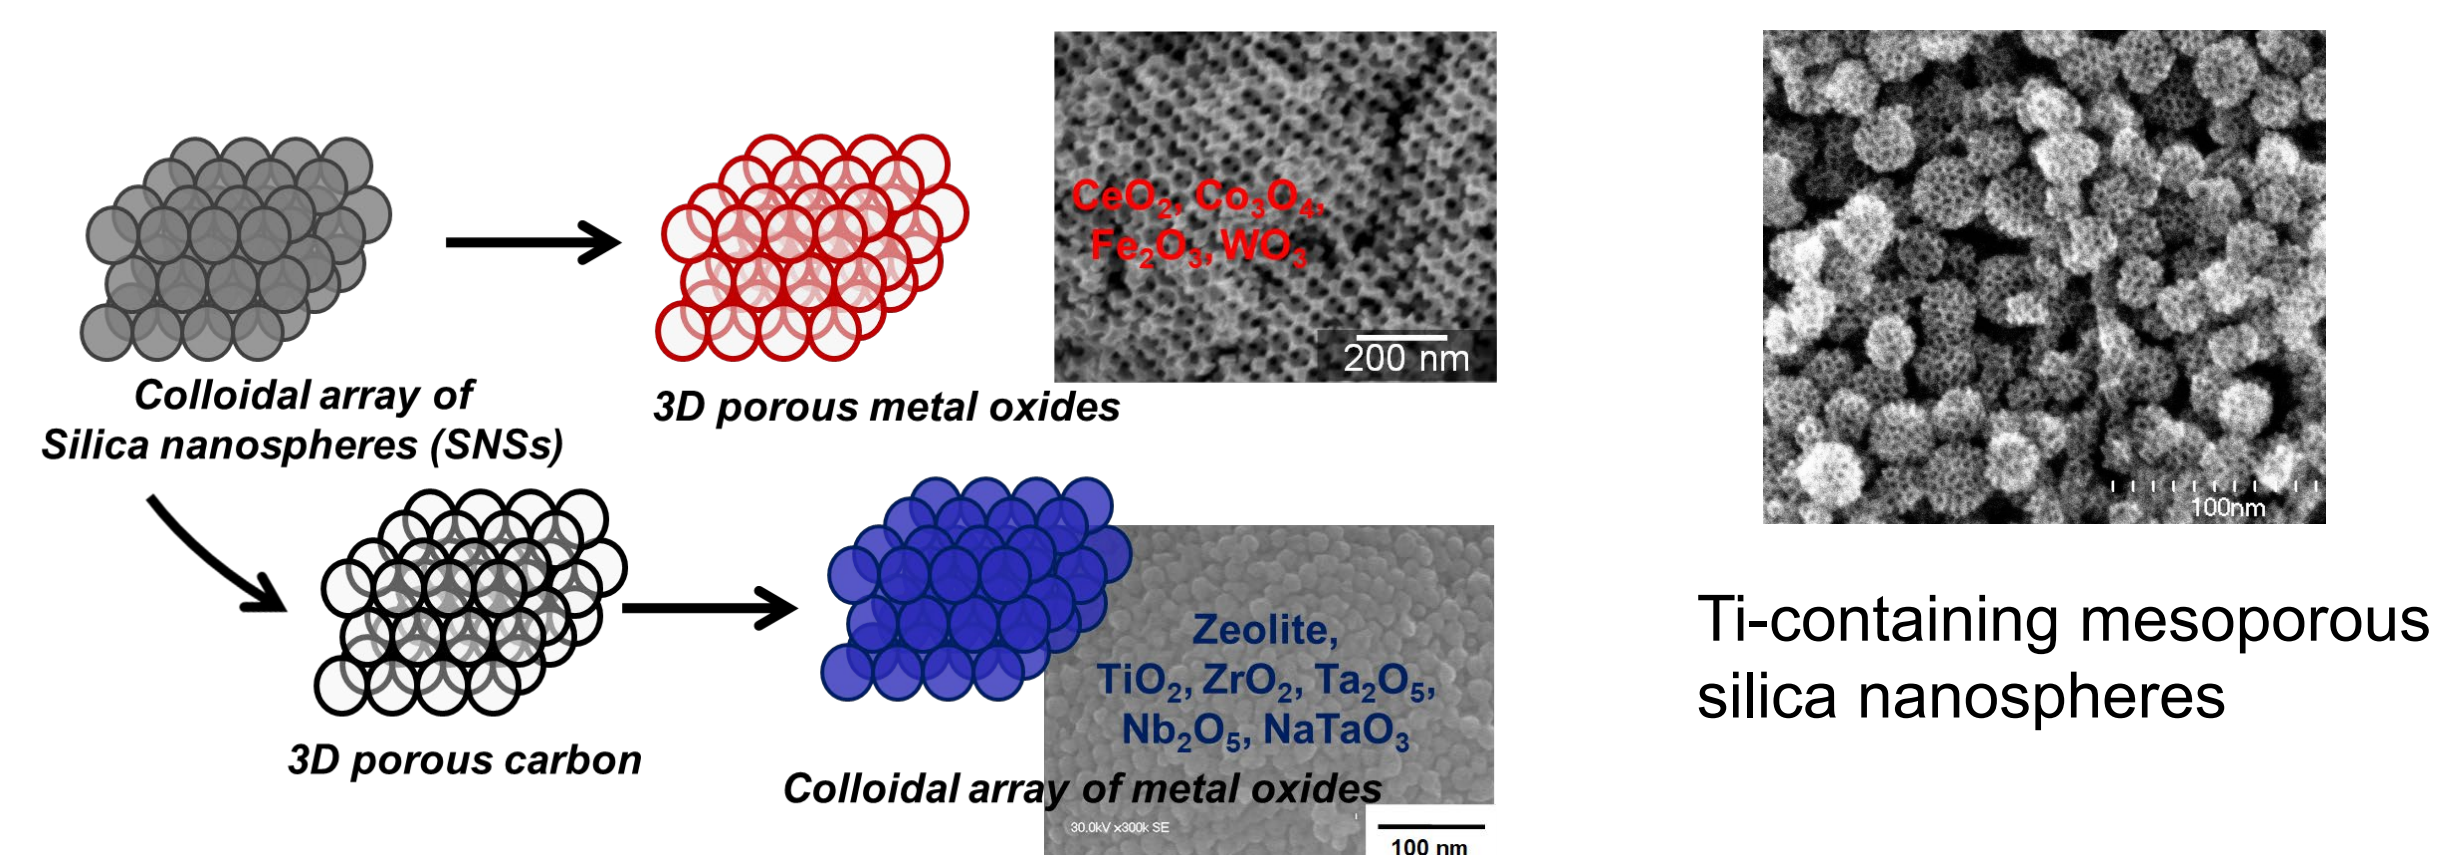 CeO₂, Co₃O₄,
Fe₂O₃, WO₃
200 nm
Colloidal array of
Silica nanospheres (SNSs)
3D porous metal oxides
3D porous carbon
Zeolite,
TiO₂, ZrO₂, Ta₂O₅,
Nb₂O₅, NaTaO₃
Colloidal array of metal oxides
30.0kV x300k SE
100 nm
100nm
Ti-containing mesoporous
silica nanospheres